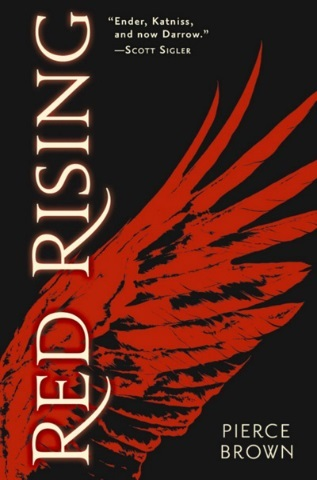 "Ender, Katniss,
and now Darrow."
—SCOTT SIGLER
RED RISING
PIERCE
BROWN